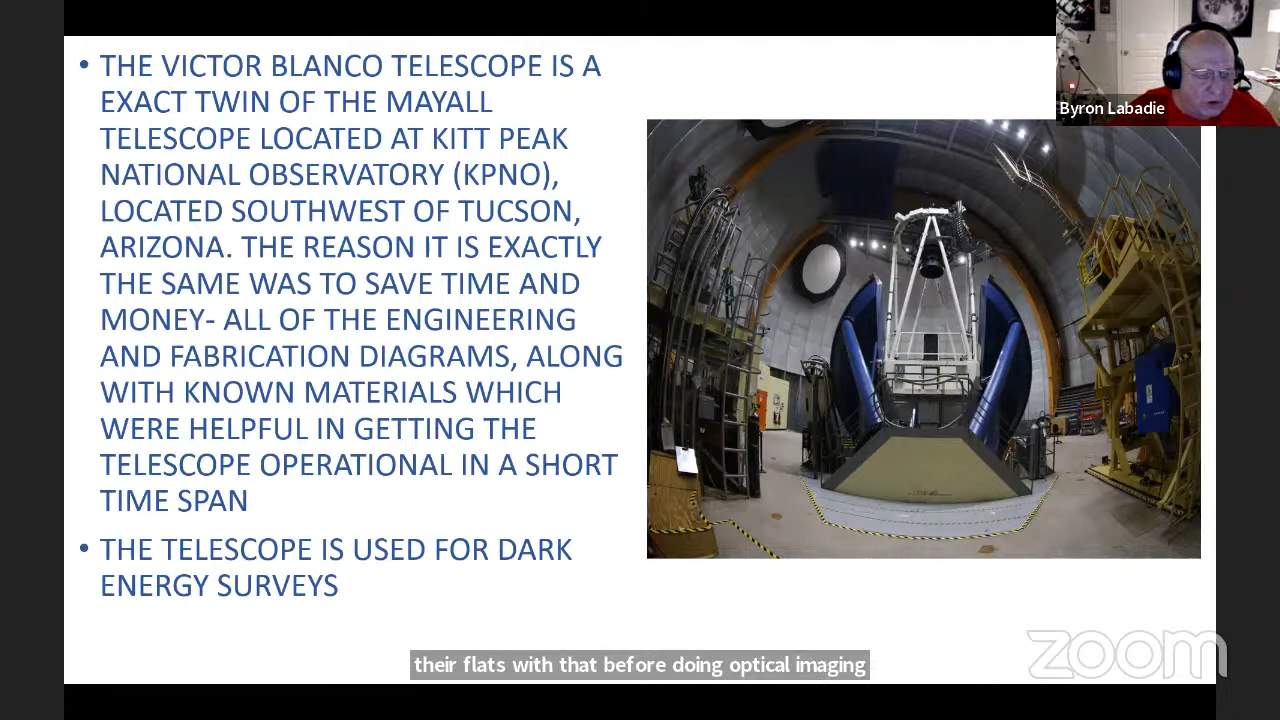 • THE VICTOR BLANCO TELESCOPE IS A
EXACT TWIN OF THE MAYALL
TELESCOPE LOCATED AT KITT PEAK
NATIONAL OBSERVATORY (KPNO),
LOCATED SOUTHWEST OF TUCSON,
ARIZONA. THE REASON IT IS EXACTLY
THE SAME WAS TO SAVE TIME AND
MONEY- ALL OF THE ENGINEERING
AND FABRICATION DIAGRAMS, ALONG
WITH KNOWN MATERIALS WHICH
WERE HELPFUL IN GETTING THE
TELESCOPE OPERATIONAL IN A SHORT
TIME SPAN
• THE TELESCOPE IS USED FOR DARK
ENERGY SURVEYS
Byron Labadie
their flats with that before doing optical imaging
zoom